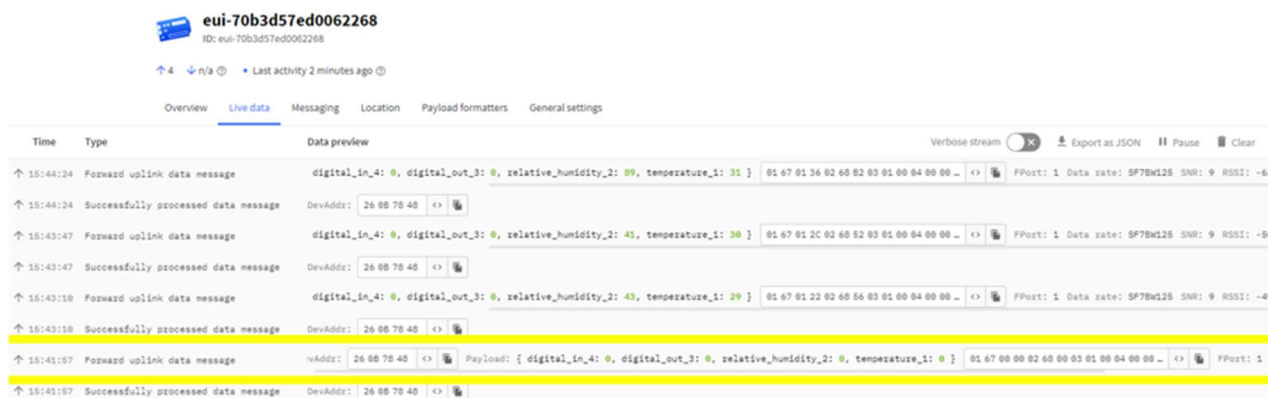 eui-70b3d57ed0062268
ID: eui-70b3d57ed0062268
↑4 ↓n/a • Last activity 2 minutes ago
Overview Live data Messaging Location Payload formatters General settings
Time Type Data preview Verbose stream Export as JSON Pause Clear
↑ 15:44:24 Forward uplink data message digital_in_4: 0, digital_out_3: 0, relative_humidity_2: 89, temperature_1: 31 } 01 67 01 36 02 68 B2 03 01 00 04 00 00 … <> FPort: 1 Data rate: SF7BW125 SNR: 9 RSSI:
↑ 15:44:24 Successfully processed data message DevAddr: 26 0B 78 48 <>
↑ 15:43:47 Forward uplink data message digital_in_4: 0, digital_out_3: 0, relative_humidity_2: 41, temperature_1: 30 } 01 67 01 2C 02 68 52 03 01 00 04 00 00 … <> FPort: 1 Data rate: SF7BW125 SNR: 9 RSSI:
↑ 15:43:47 Successfully processed data message DevAddr: 26 0B 78 48 <>
↑ 15:43:10 Forward uplink data message digital_in_4: 0, digital_out_3: 0, relative_humidity_2: 43, temperature_1: 29 } 01 67 01 22 02 68 56 03 01 00 04 00 00 … <> FPort: 1 Data rate: SF7BW125 SNR: 9 RSSI:
↑ 15:43:10 Successfully processed data message DevAddr: 26 0B 78 48 <>
↑ 15:41:57 Forward uplink data message vAddr: 26 0B 78 48 <> Payload: { digital_in_4: 0, digital_out_3: 0, relative_humidity_2: 0, temperature_1: 0 } 01 67 00 00 02 68 00 03 01 00 04 00 00 … <> FPort: 1
↑ 15:41:57 Successfully processed data message DevAddr: 26 0B 78 48 <>